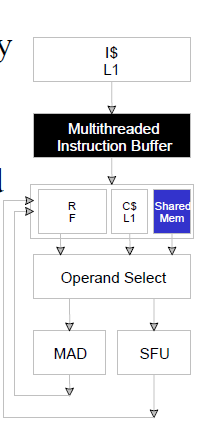 y
I$
L1
Multithreaded
Instruction Buffer
R
F
C$
L1
Shared
Mem
Operand Select
MAD
SFU